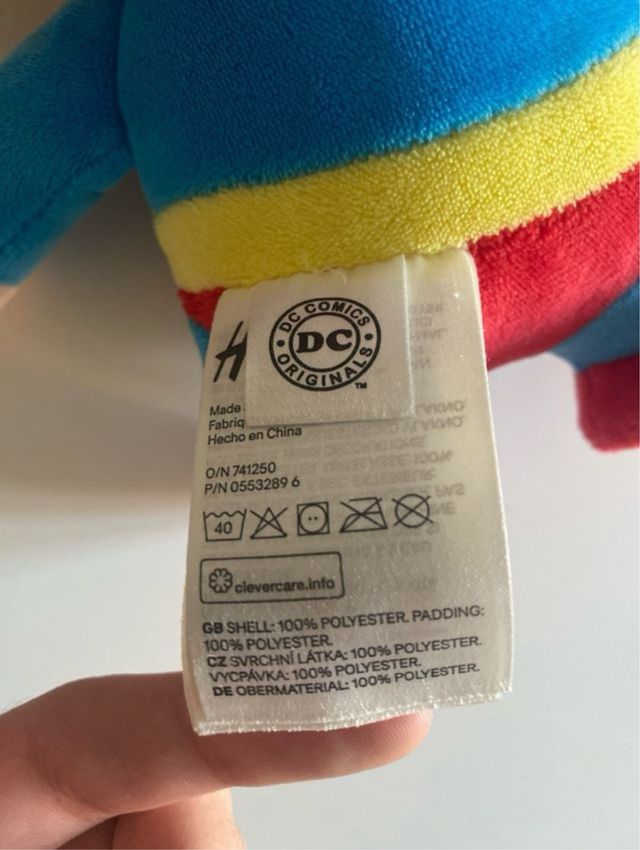 DC COMICS
DC
ORIGINALS
TM
H
Made
Fabriq
Hecho en China
O/N 741250
P/N 0553289 6
40
clevercare.info
GB SHELL: 100% POLYESTER. PADDING:
100% POLYESTER.
CZ SVRCHNÍ LÁTKA: 100% POLYESTER.
VYCPÁVKA: 100% POLYESTER.
DE OBERMATERIAL: 100% POLYESTER.